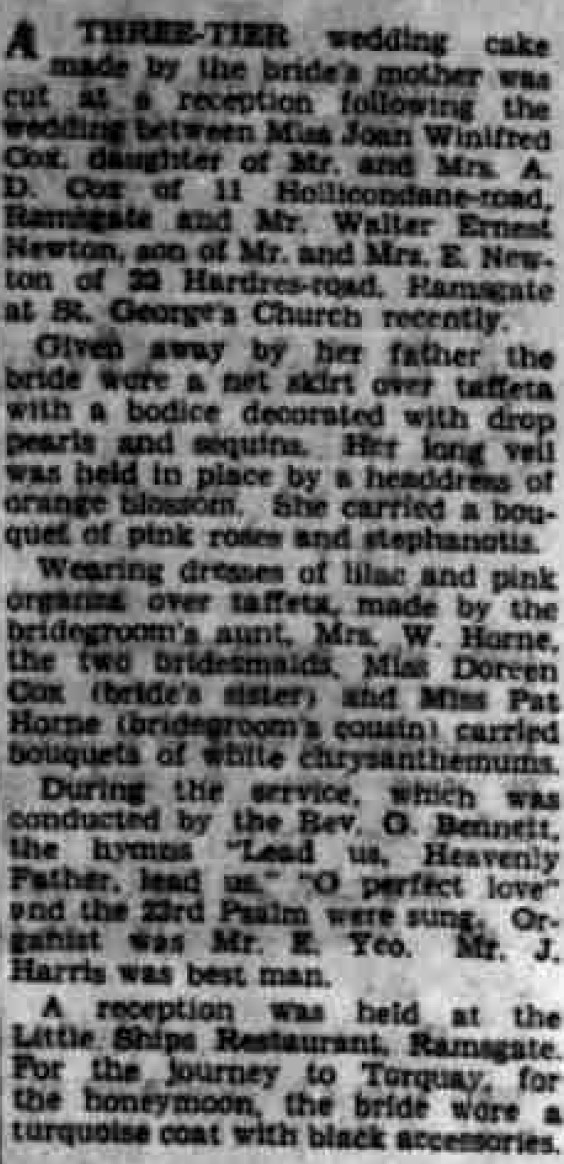 A THREE-TIER wedding cake
made by the bride's mother was
cut at a reception following the
wedding between Miss Joan Winifred
Cox, daughter of Mr. and Mrs. A.
D. Cox of 11 Hollicondane-road,
Ramsgate and Mr. Walter Ernest
Newton, son of Mr. and Mrs. E. New-
ton of 32 Hardres-road, Ramsgate
at St. George's Church recently.
Given away by her father the
bride wore a net skirt over taffeta
with a bodice decorated with drop
pearls and sequins. Her long veil
was held in place by a headdress of
orange blossom. She carried a bou-
quet of pink roses and stephanotis.
Wearing dresses of lilac and pink
organza over taffeta, made by the
bridegroom's aunt, Mrs. W. Horne,
the two bridesmaids, Miss Doreen
Cox (bride's sister) and Miss Pat
Horne (bridegroom's cousin) carried
bouquets of white chrysanthemums.
During the service, which was
conducted by the Rev. O. Bennett,
the hymns "Lead us, Heavenly
Father, lead us," "O perfect love"
and the 23rd Psalm were sung. Or-
ganist was Mr. E. Yeo. Mr. J.
Harris was best man.
A reception was held at the
Little Ships Restaurant, Ramsgate.
For the journey to Torquay, for
the honeymoon, the bride wore a
turquoise coat with black accessories.